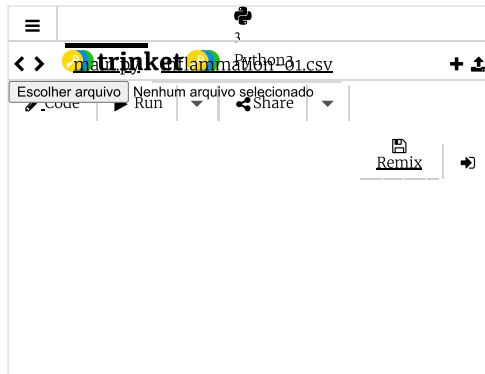 3
trinket Python3
main.py inflammation-01.csv
Escolher arquivo Nenhum arquivo selecionado
Code Run Share
Remix